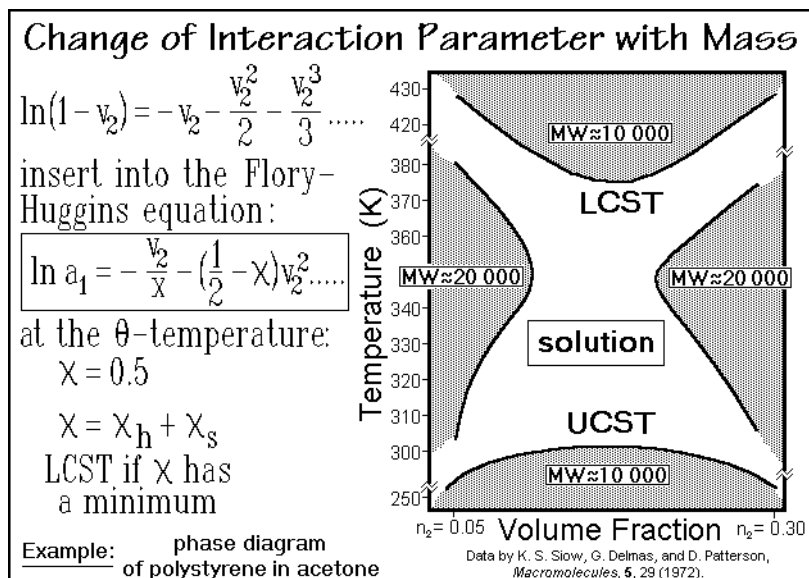 Change of Interaction Parameter with Mass
ln(1 - v₂) = -v₂ - v₂²/2 - v₂³/3 .....
insert into the Flory-
Huggins equation:
ln a₁ = - v₂/x - (1/2 - χ)v₂² .....
at the θ-temperature:
χ = 0.5
χ = χₕ + χₛ
LCST if χ has
a minimum
Example: phase diagram
of polystyrene in acetone
Temperature (K)
430
420
380
370
360
350
340
330
320
310
300
250
MW≈10 000
LCST
MW≈20 000
MW≈20 000
solution
UCST
MW≈10 000
n₂= 0.05
Volume Fraction
n₂= 0.30
Data by K. S. Siow, G. Delmas, and D. Patterson,
Macromolecules, 5, 29 (1972).